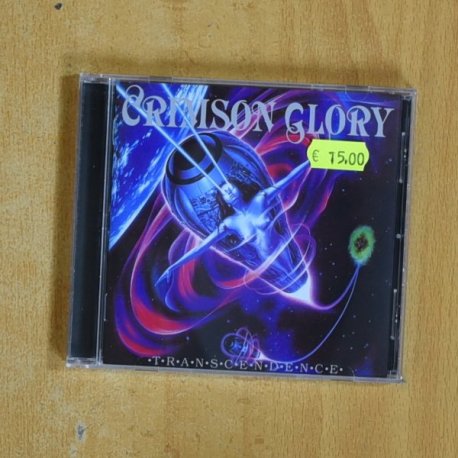 CRIMSON GLORY
€ 15,00
·T·R·A·N·S·C·E·N·D·E·N·C·E·